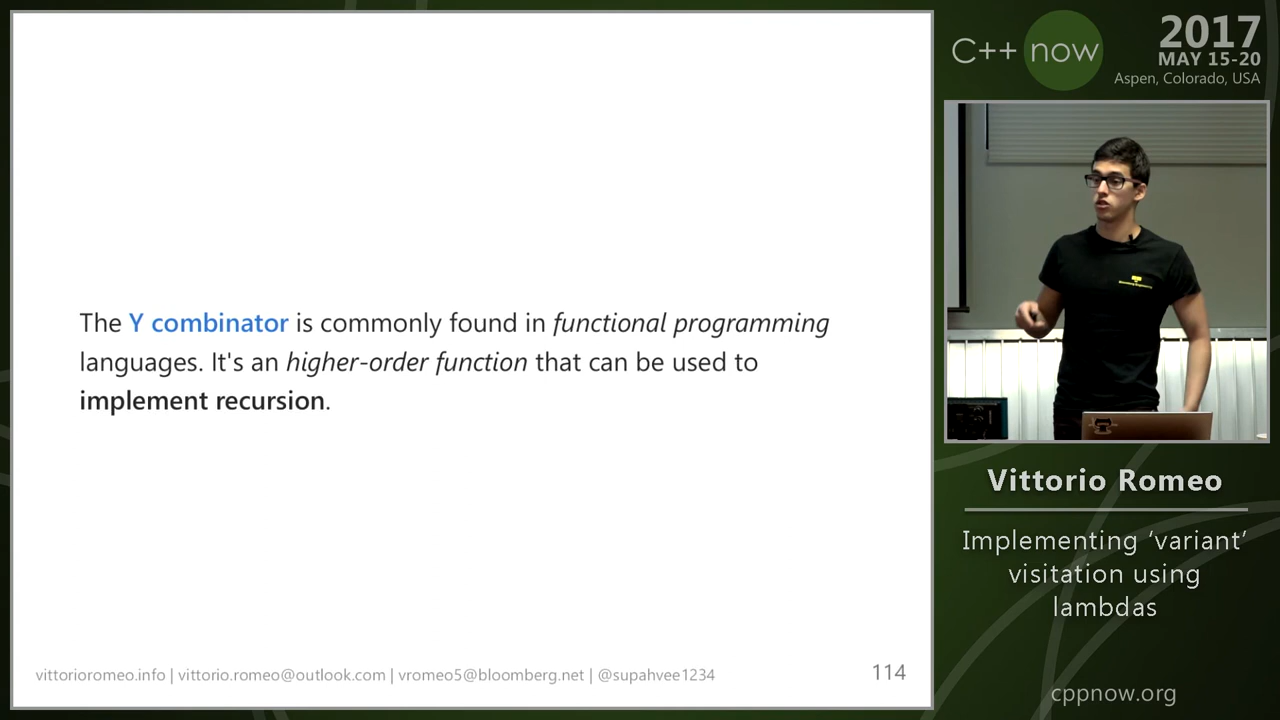 The Y combinator is commonly found in functional programming
languages. It's an higher-order function that can be used to
implement recursion.
vittorioromeo.info | vittorio.romeo@outlook.com | vromeo5@bloomberg.net | @supahvee1234
114
C++ now
2017
MAY 15-20
Aspen, Colorado, USA
Vittorio Romeo
Implementing ‘variant’
visitation using
lambdas
cppnow.org